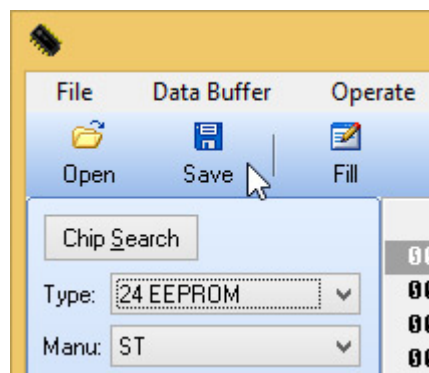 File Data Buffer Operate
Open Save Fill
Chip Search
Type: 24 EEPROM
Manu: ST